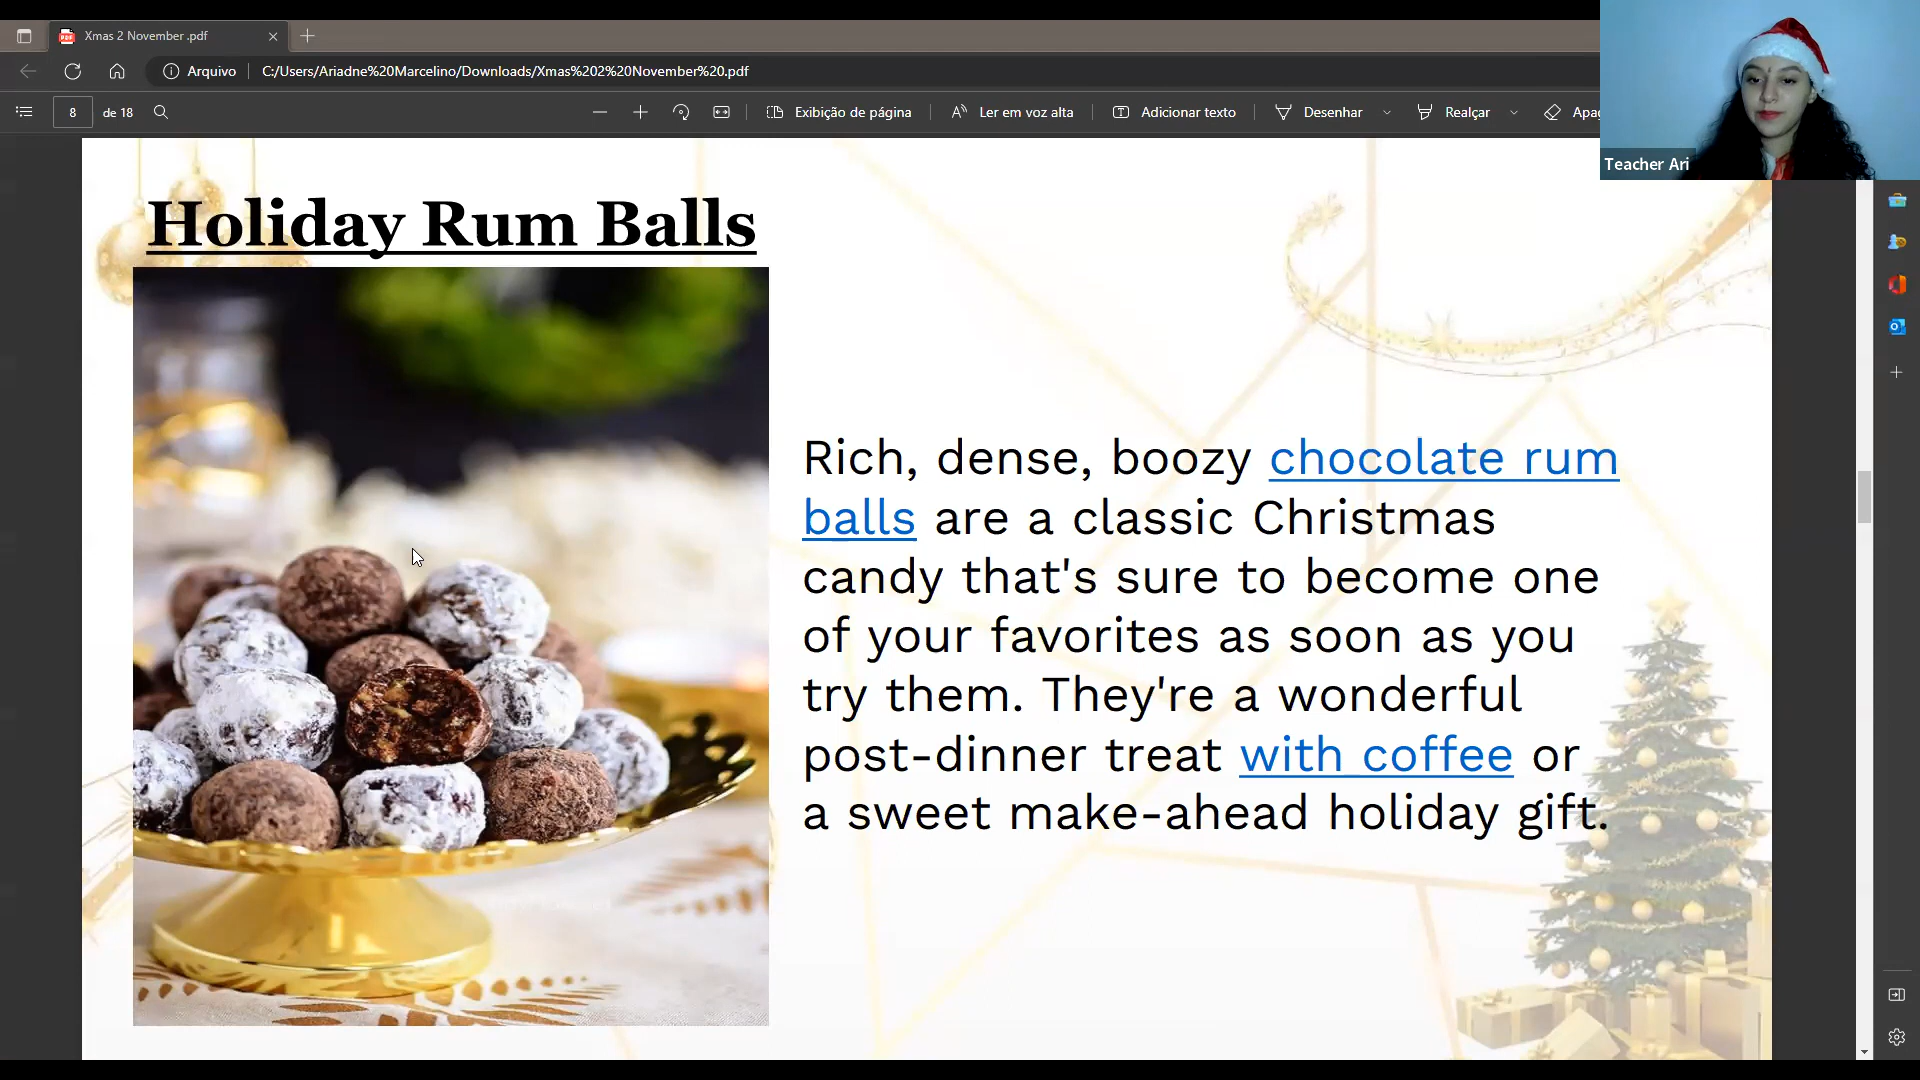 Xmas 2 November .pdf
Arquivo
C:/Users/Ariadne%20Marcelino/Downloads/Xmas%202%20November%20.pdf
8 de 18
Exibição de página
Ler em voz alta
Adicionar texto
Desenhar
Realçar
Apa
Teacher Ari
Holiday Rum Balls
Rich, dense, boozy chocolate rum
balls are a classic Christmas
candy that's sure to become one
of your favorites as soon as you
try them. They're a wonderful
post-dinner treat with coffee or
a sweet make-ahead holiday gift.